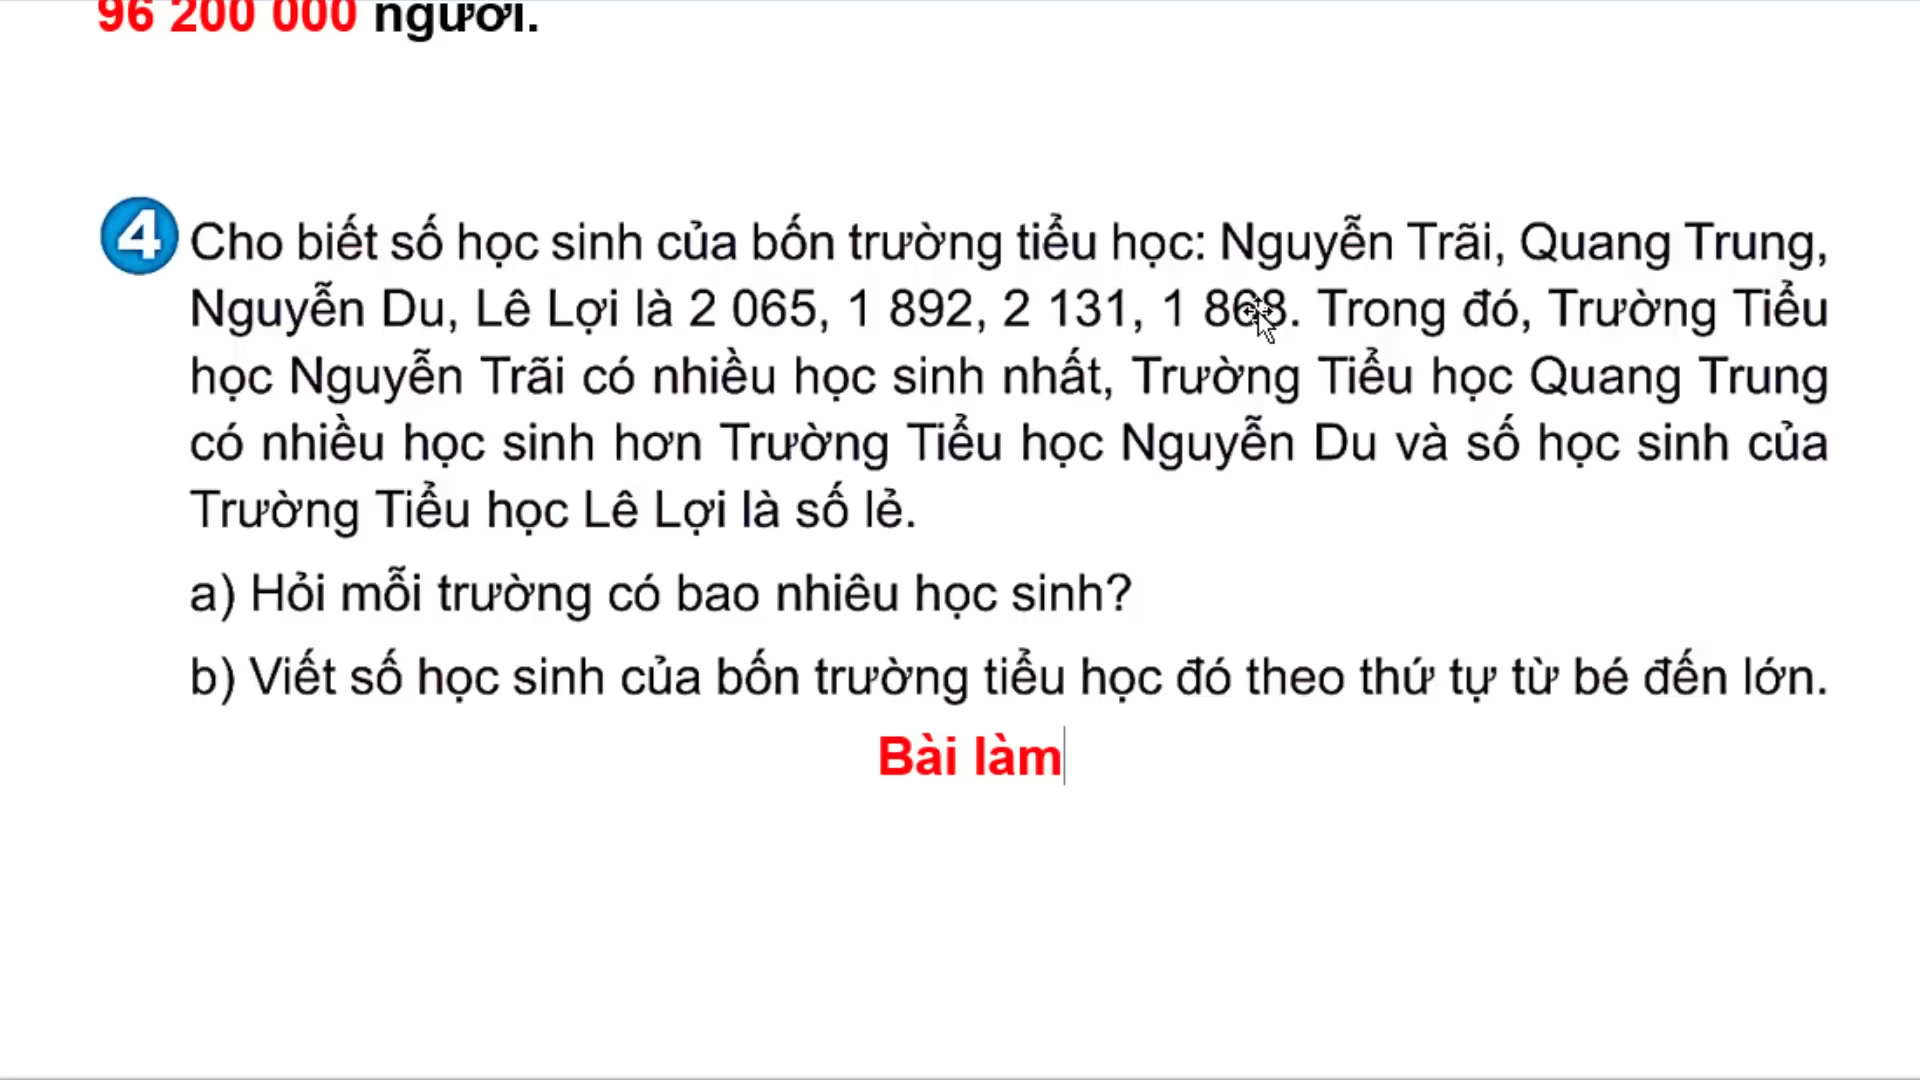 96 200 000 người.
4 Cho biết số học sinh của bốn trường tiểu học: Nguyễn Trãi, Quang Trung,
Nguyễn Du, Lê Lợi là 2 065, 1 892, 2 131, 1 868. Trong đó, Trường Tiểu
học Nguyễn Trãi có nhiều học sinh nhất, Trường Tiểu học Quang Trung
có nhiều học sinh hơn Trường Tiểu học Nguyễn Du và số học sinh của
Trường Tiểu học Lê Lợi là số lẻ.
a) Hỏi mỗi trường có bao nhiêu học sinh?
b) Viết số học sinh của bốn trường tiểu học đó theo thứ tự từ bé đến lớn.
Bài làm